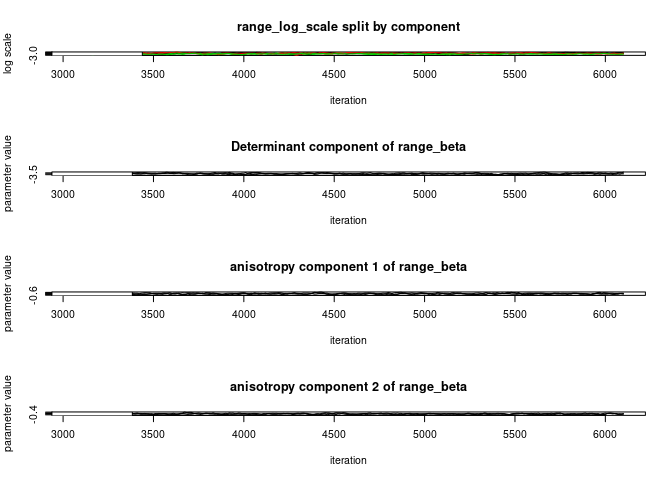 range_log_scale split by component
log scale
-3.0
3000 3500 4000 4500 5000 5500 6000
iteration
Determinant component of range_beta
parameter value
-3.5
3000 3500 4000 4500 5000 5500 6000
iteration
anisotropy component 1 of range_beta
parameter value
-0.6
3000 3500 4000 4500 5000 5500 6000
iteration
anisotropy component 2 of range_beta
parameter value
-0.4
3000 3500 4000 4500 5000 5500 6000
iteration